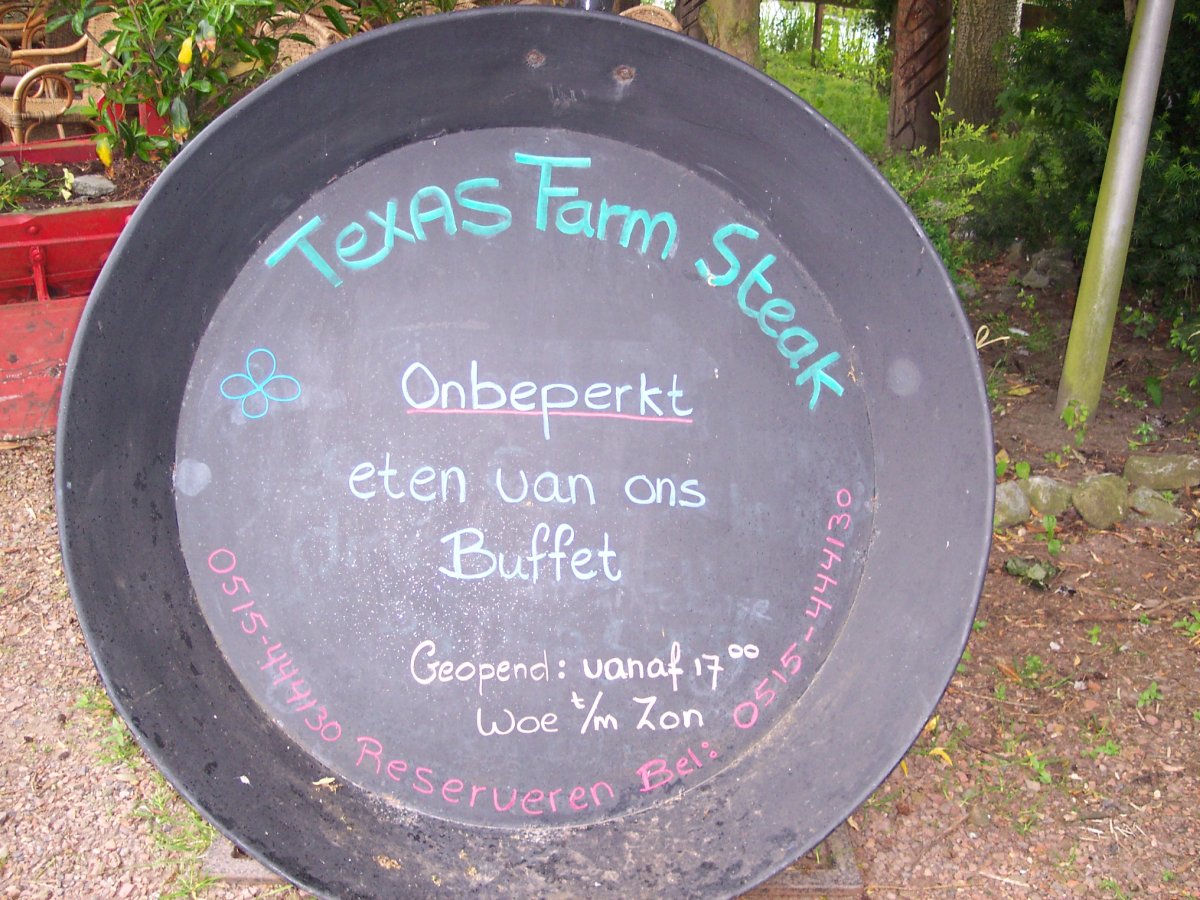 Texas Farm Steak
Onbeperkt
eten van ons
Buffet
Geopend: vanaf 17⁰⁰
Woe t/m Zon
0515-444130 Reserveren Bel: 0515-444130